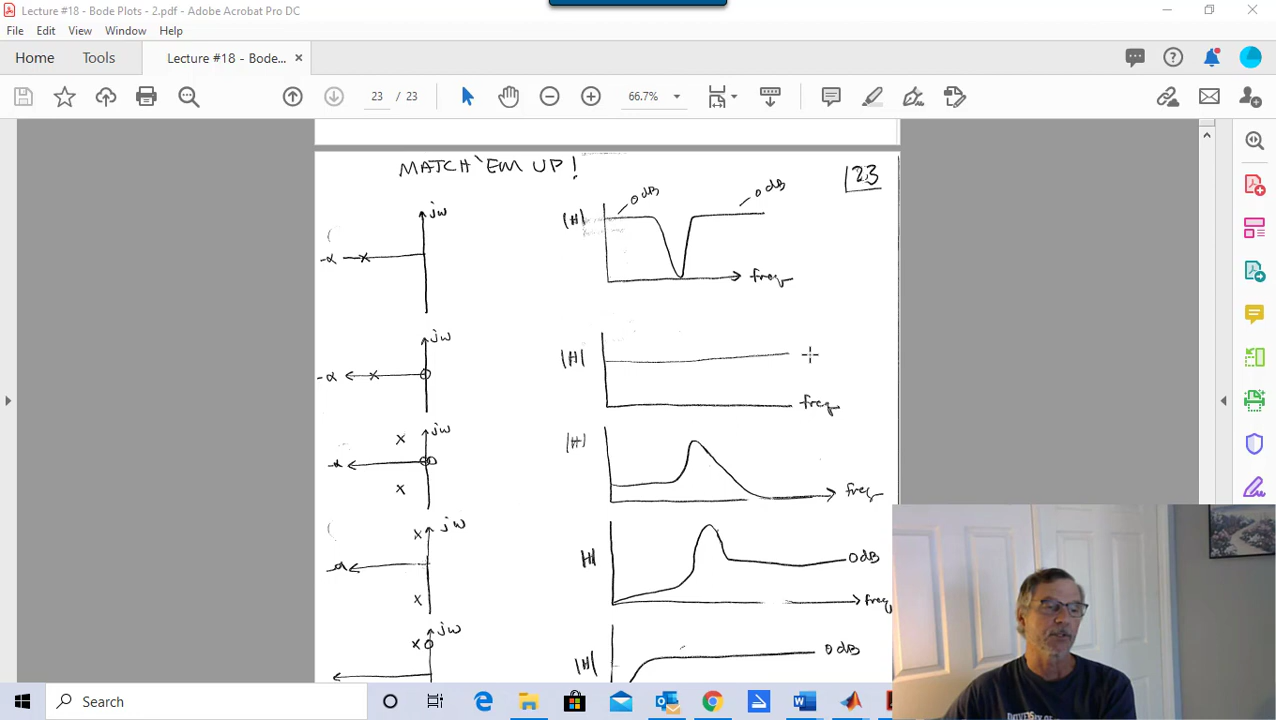 Lecture #18 - Bode Plots - 2.pdf - Adobe Acrobat Pro DC
File Edit View Window Help
Home Tools Lecture #18 - Bode...
23 / 23 66.7%
MATCH `EM UP!
23
0dB 0dB
jω |H|
-α freq
jω
|H|
-α freq
jω |H|
-α freq
jω
|H| 0dB
-α freq
jω
|H| 0dB
Search